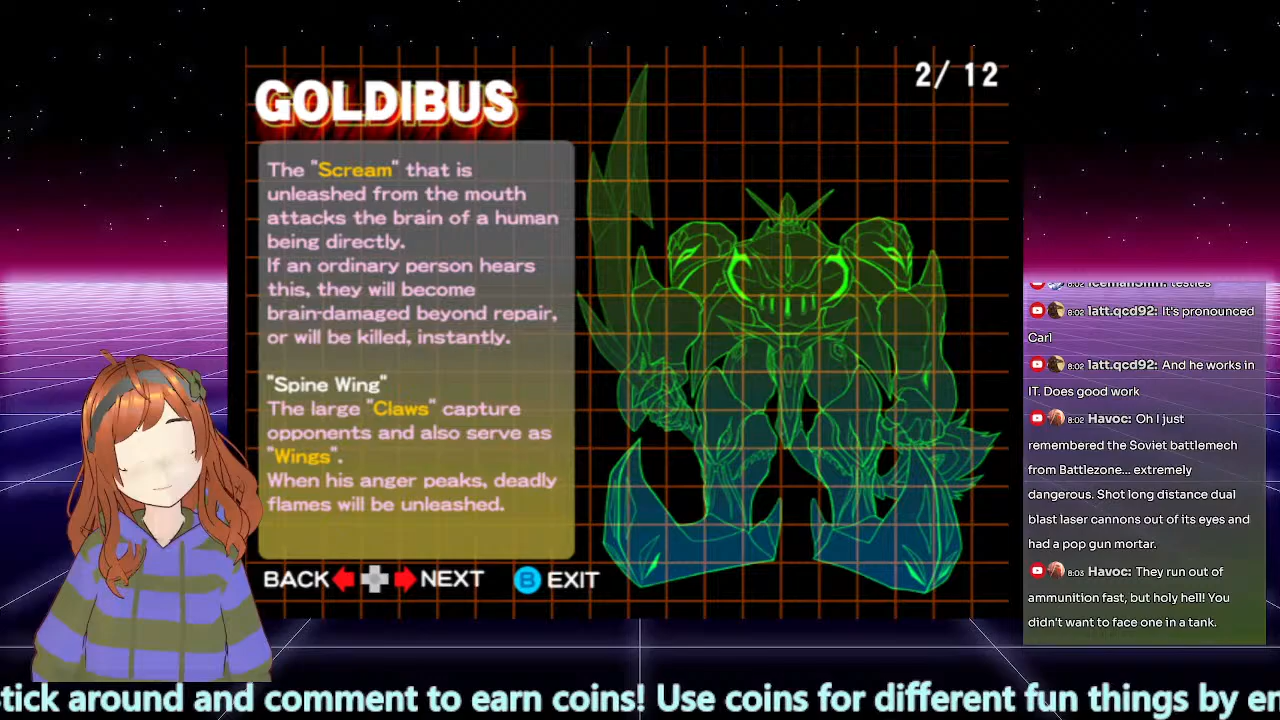 GOLDIBUS
2/ 12
The "Scream" that is
unleashed from the mouth
attacks the brain of a human
being directly.
If an ordinary person hears
this, they will become
brain-damaged beyond repair,
or will be killed, instantly.
"Spine Wing"
The large "Claws" capture
opponents and also serve as
"Wings".
When his anger peaks, deadly
flames will be unleashed.
BACK NEXT B EXIT
8:02 latt.qcd92: It's pronounced
Carl
8:02 latt.qcd92: And he works in
IT. Does good work
8:02 Havoc: Oh I just
remembered the Soviet battlemech
from Battlezone... extremely
dangerous. Shot long distance dual
blast laser cannons out of its eyes and
had a pop gun mortar.
8:03 Havoc: They run out of
ammunition fast, but holy hell! You
didn't want to face one in a tank.
tick around and comment to earn coins! Use coins for different fun things by en